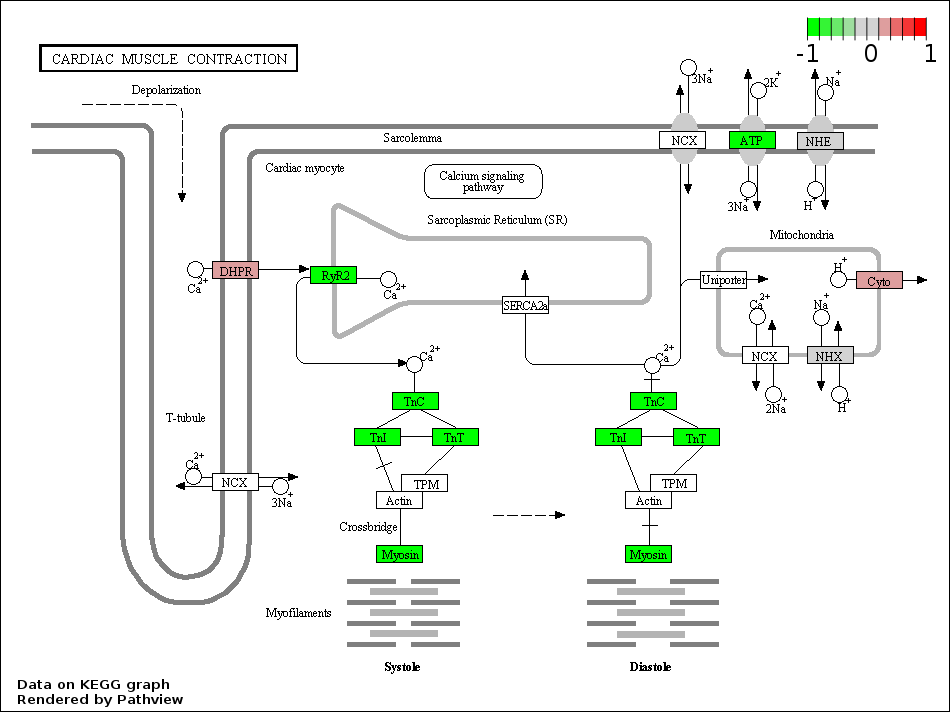 CARDIAC MUSCLE CONTRACTION
-1 0 1
Depolarization
3Na+
2K+
Na+
Sarcolemma
NCX
ATP
NHE
Cardiac myocyte
Calcium signaling
pathway
3Na+
H+
Sarcoplasmic Reticulum (SR)
Mitochondria
DHPR
Ca2+
RyR2
Ca2+
Uniporter
H+
Cyto
SERCA2a
Ca2+
Na+
Ca2+
Ca2+
NCX
NHX
2Na+
H+
TnC
TnC
T-tubule
TnI
TnT
TnI
TnT
Ca2+
NCX
3Na+
TPM
Actin
TPM
Actin
Crossbridge
Myosin
Myosin
Myofilaments
Systole
Diastole
Data on KEGG graph
Rendered by Pathview